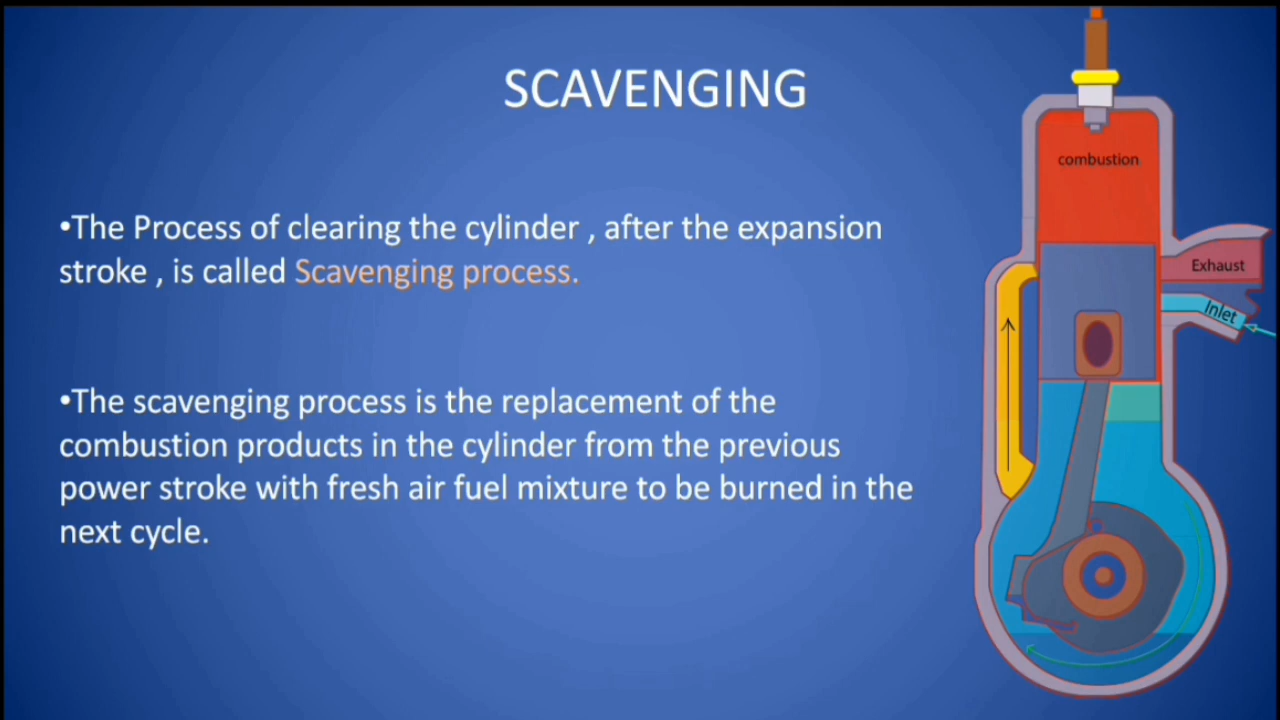 SCAVENGING
•The Process of clearing the cylinder , after the expansion
stroke , is called Scavenging process.
•The scavenging process is the replacement of the
combustion products in the cylinder from the previous
power stroke with fresh air fuel mixture to be burned in the
next cycle.
combustion
Exhaust
Inlet